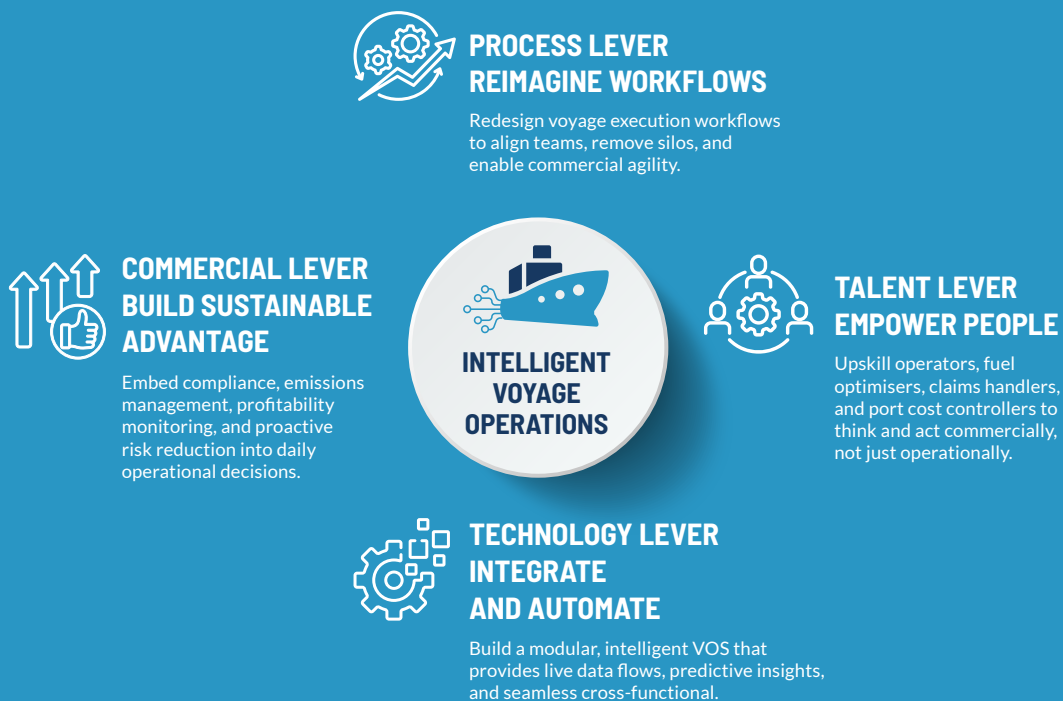 PROCESS LEVER
REIMAGINE WORKFLOWS
Redesign voyage execution workflows
to align teams, remove silos, and
enable commercial agility.
COMMERCIAL LEVER
BUILD SUSTAINABLE
ADVANTAGE
Embed compliance, emissions
management, profitability
monitoring, and proactive
risk reduction into daily
operational decisions.
INTELLIGENT
VOYAGE
OPERATIONS
TALENT LEVER
EMPOWER PEOPLE
Upskill operators, fuel
optimisers, claims handlers,
and port cost controllers to
think and act commercially,
not just operationally.
TECHNOLOGY LEVER
INTEGRATE
AND AUTOMATE
Build a modular, intelligent VOS that
provides live data flows, predictive insights,
and seamless cross-functional.